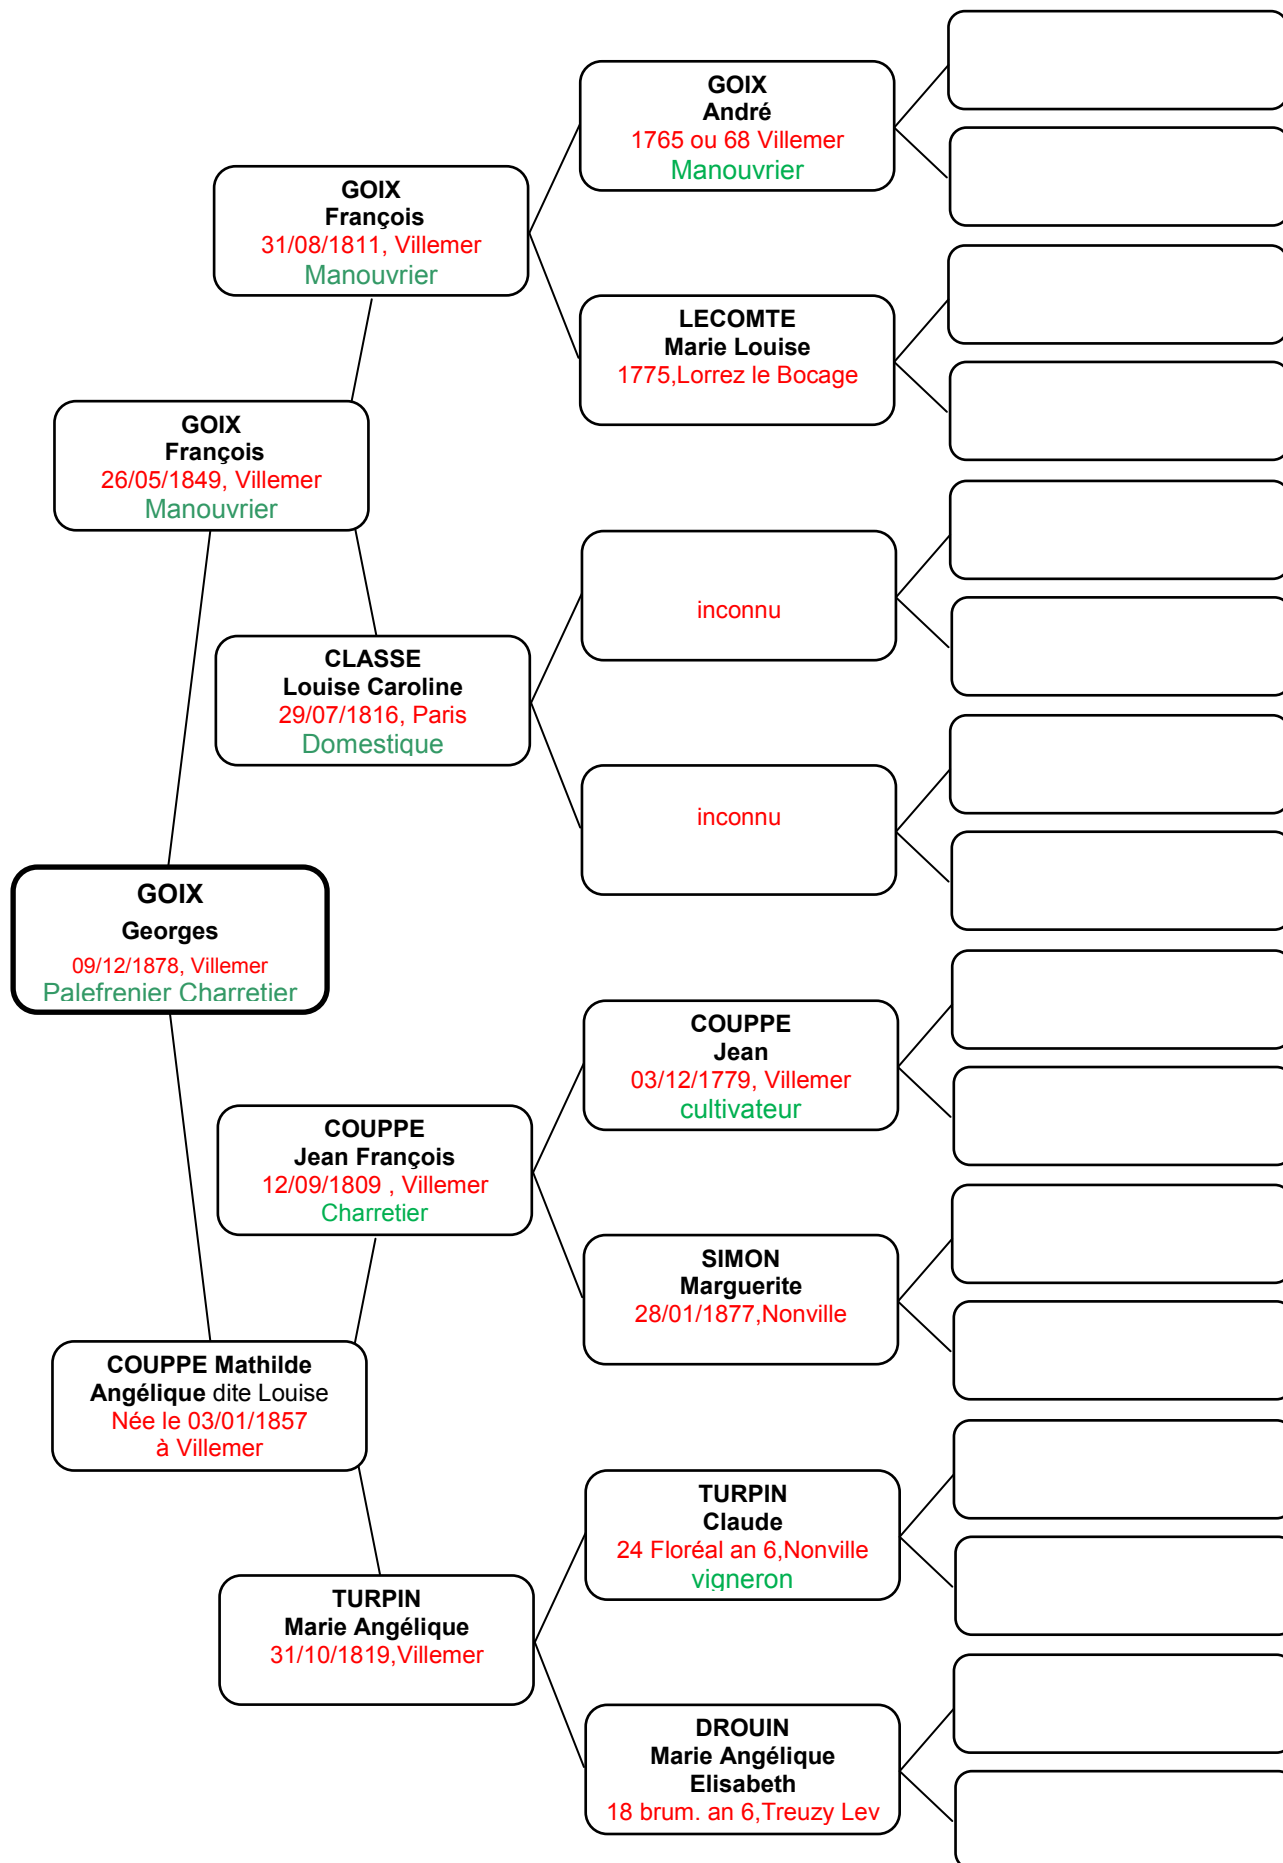 GOIX
André
1765 ou 68 Villemer
Manouvrier
GOIX
François
31/08/1811, Villemer
Manouvrier
LECOMTE
Marie Louise
1775,Lorrez le Bocage
GOIX
François
26/05/1849, Villemer
Manouvrier
inconnu
CLASSE
Louise Caroline
29/07/1816, Paris
Domestique
inconnu
GOIX
Georges
09/12/1878, Villemer
Palefrenier Charretier
COUPPE
Jean
03/12/1779, Villemer
cultivateur
COUPPE
Jean François
12/09/1809 , Villemer
Charretier
SIMON
Marguerite
28/01/1877,Nonville
COUPPE Mathilde
Angélique dite Louise
Née le 03/01/1857
à Villemer
TURPIN
Claude
24 Floréal an 6,Nonville
vigneron
TURPIN
Marie Angélique
31/10/1819,Villemer
DROUIN
Marie Angélique
Elisabeth
18 brum. an 6,Treuzy Lev